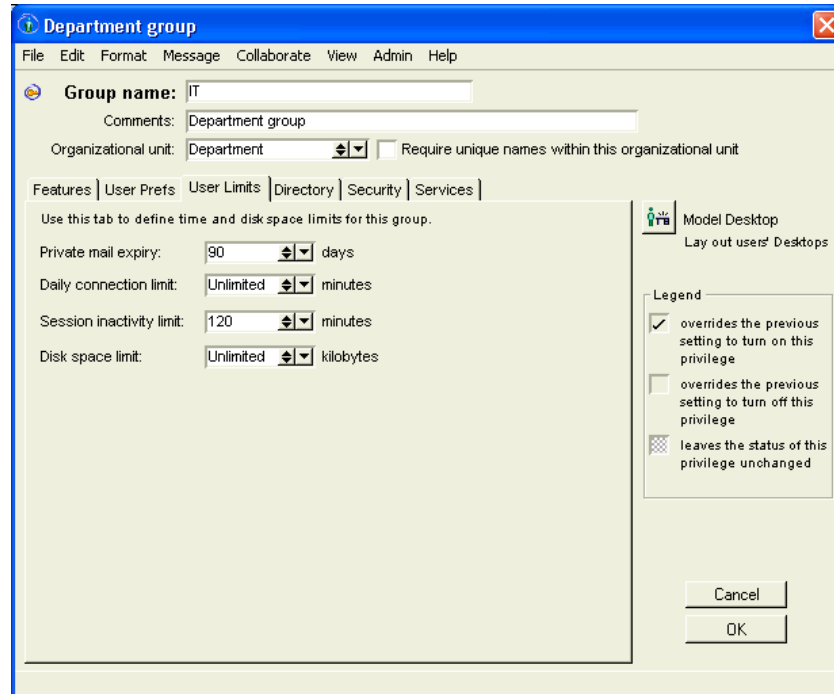 Department group
File Edit Format Message Collaborate View Admin Help
Group name: IT
Comments: Department group
Organizational unit: Department Require unique names within this organizational unit
Features User Prefs User Limits Directory Security Services
Use this tab to define time and disk space limits for this group.
Private mail expiry: 90 days
Daily connection limit: Unlimited minutes
Session inactivity limit: 120 minutes
Disk space limit: Unlimited kilobytes
Model Desktop
Lay out users' Desktops
Legend
overrides the previous
setting to turn on this
privilege
overrides the previous
setting to turn off this
privilege
leaves the status of this
privilege unchanged
Cancel
OK